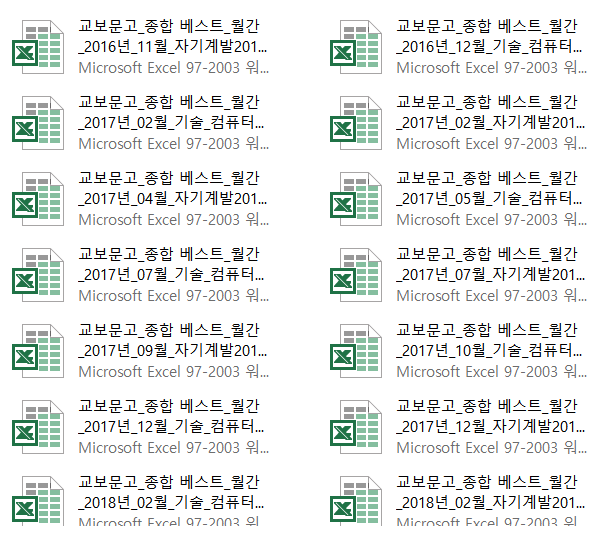 교보문고_종합 베스트_월간
_2016년_11월_자기계발201...
Microsoft Excel 97-2003 워...
교보문고_종합 베스트_월간
_2016년_12월_기술_컴퓨터...
Microsoft Excel 97-2003 워...
교보문고_종합 베스트_월간
_2017년_02월_기술_컴퓨터...
Microsoft Excel 97-2003 워...
교보문고_종합 베스트_월간
_2017년_02월_자기계발201...
Microsoft Excel 97-2003 워...
교보문고_종합 베스트_월간
_2017년_04월_자기계발201...
Microsoft Excel 97-2003 워...
교보문고_종합 베스트_월간
_2017년_05월_기술_컴퓨터...
Microsoft Excel 97-2003 워...
교보문고_종합 베스트_월간
_2017년_07월_기술_컴퓨터...
Microsoft Excel 97-2003 워...
교보문고_종합 베스트_월간
_2017년_07월_자기계발201...
Microsoft Excel 97-2003 워...
교보문고_종합 베스트_월간
_2017년_09월_자기계발201...
Microsoft Excel 97-2003 워...
교보문고_종합 베스트_월간
_2017년_10월_기술_컴퓨터...
Microsoft Excel 97-2003 워...
교보문고_종합 베스트_월간
_2017년_12월_기술_컴퓨터...
Microsoft Excel 97-2003 워...
교보문고_종합 베스트_월간
_2017년_12월_자기계발201...
Microsoft Excel 97-2003 워...
교보문고_종합 베스트_월간
_2018년_02월_기술_컴퓨터...
Microsoft Excel 97-2003 워...
교보문고_종합 베스트_월간
_2018년_02월_자기계발201...
Microsoft Excel 97-2003 워...